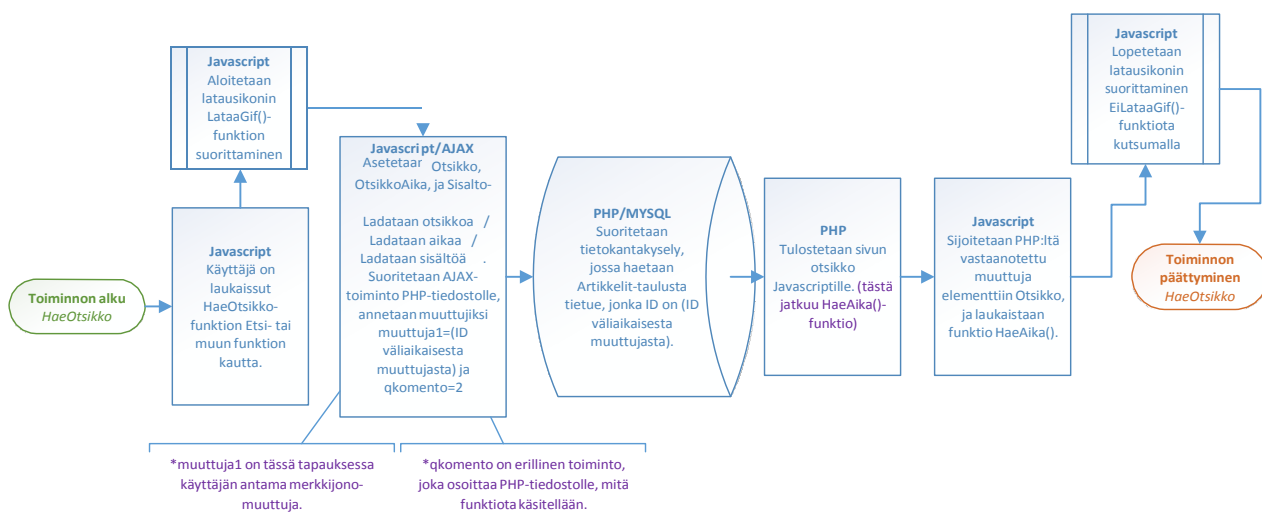 Toiminnon alku
HaeOtsikko
Javascript
Käyttäjä on
laukaissut
HaeOtsikko-
funktion Etsi- tai
muun funktion
kautta.
Javascript
Aloitetaan
latausikonin
LataaGif()-
funktion
suorittaminen
Javascript/AJAX
Asetetaan Otsikko,
OtsikkoAika, ja Sisalto-
Ladataan otsikkoa /
Ladataan aikaa /
Ladataan sisältöä .
Suoritetaan AJAX-
toiminto PHP-tiedostolle,
annetaan muuttujiksi
muuttuja1=(ID
väliaikaisesta
muuttujasta) ja
qkomento=2
*muuttuja1 on tässä tapauksessa
käyttäjän antama merkkijono-
muuttuja.
*qkomento on erillinen toiminto,
joka osoittaa PHP-tiedostolle, mitä
funktiota käsitellään.
PHP/MYSQL
Suoritetaan
tietokantakysely,
jossa haetaan
Artikkelit-taulusta
tietue, jonka ID on (ID
väliaikaisesta
muuttujasta).
PHP
Tulostetaan sivun
otsikko
Javascriptille. (tästä
jatkuu HaeAika()-
funktio)
Javascript
Sijoitetaan PHP:ltä
vastaanotettu
muuttuja
elementtiin Otsikko,
ja laukaistaan
funktio HaeAika().
Javascript
Lopetetaan
latausikonin
suorittaminen
EiLataaGif()-
funktiota
kutsumalla
Toiminnon
päättyminen
HaeOtsikko